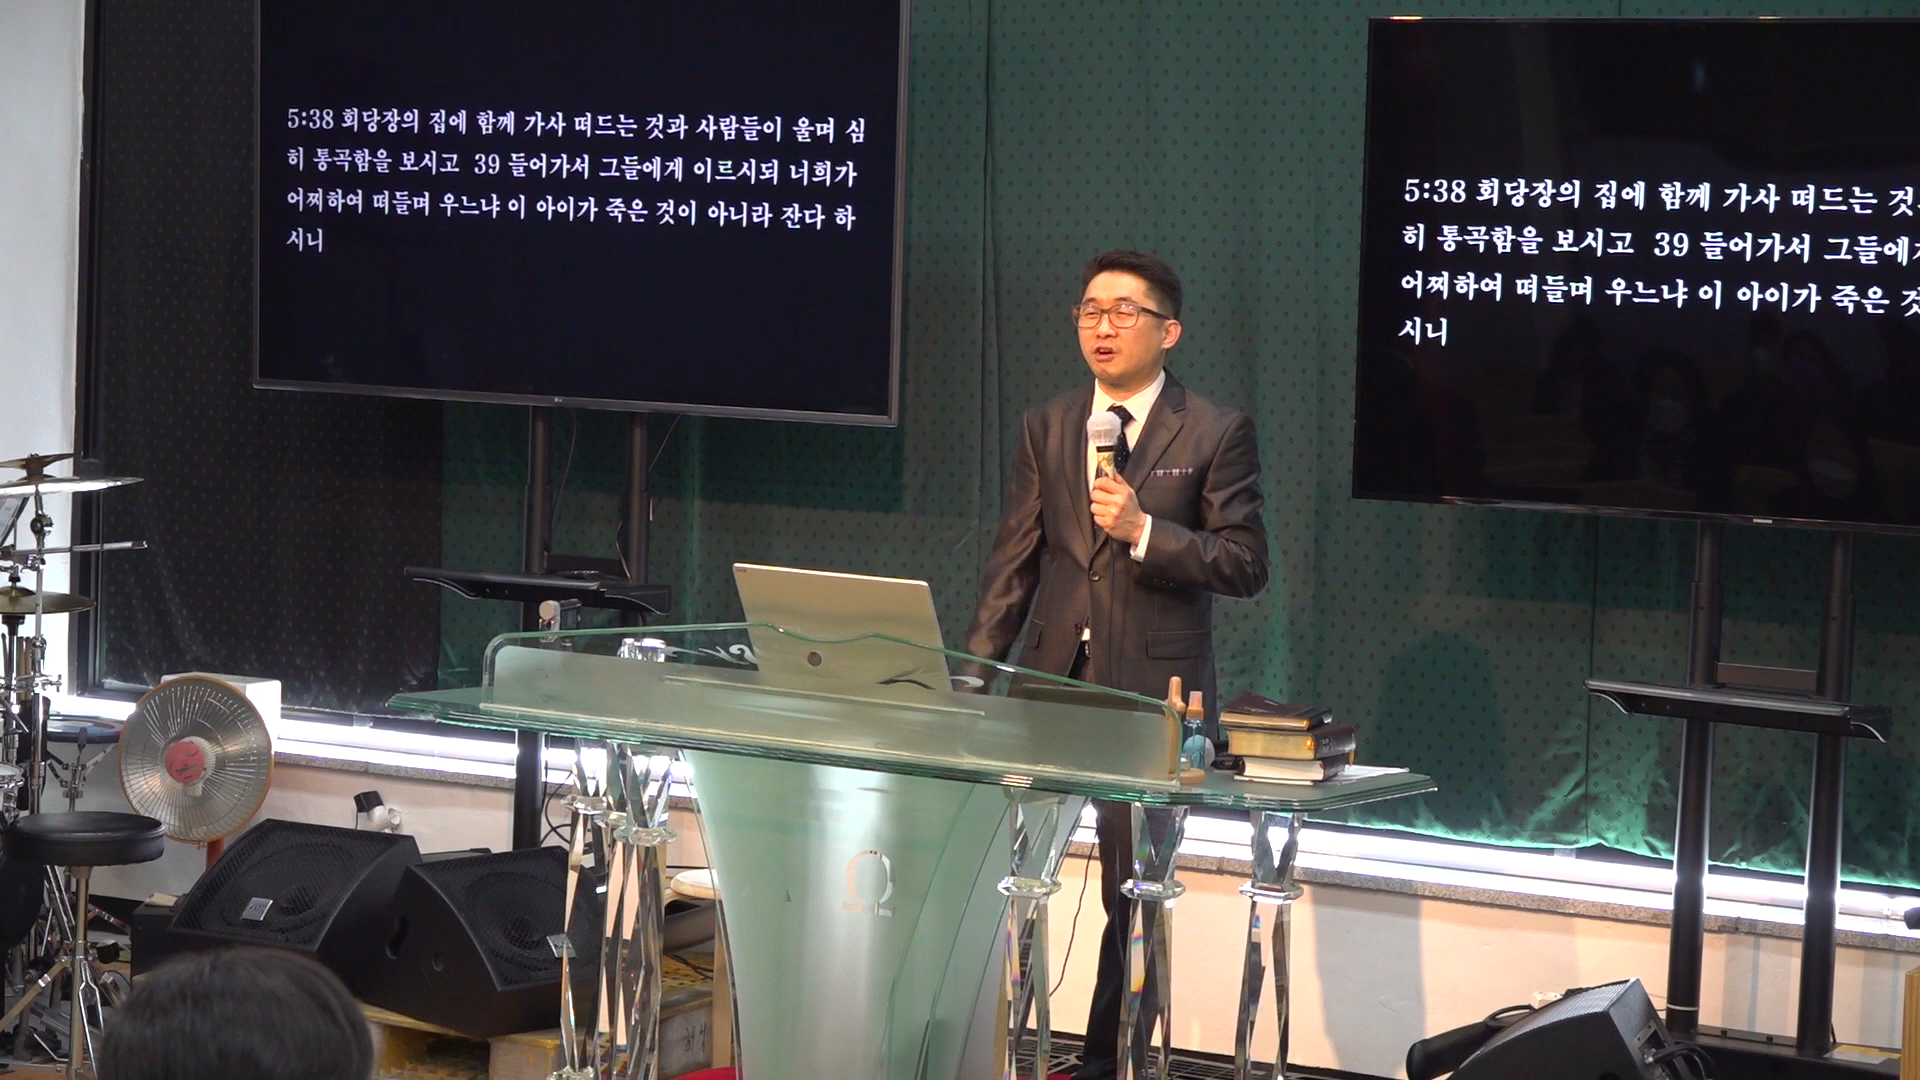 5:38 회당장의 집에 함께 가사 떠드는 것과 사람들이 울며 심
히 통곡함을 보시고 39 들어가서 그들에게 이르시되 너희가
어찌하여 떠들며 우느냐 이 아이가 죽은 것이 아니라 잔다 하
시니
5:38 회당장의 집에 함께 가사 떠드는 것
히 통곡함을 보시고 39 들어가서 그들에게
어찌하여 떠들며 우느냐 이 아이가 죽은
시니